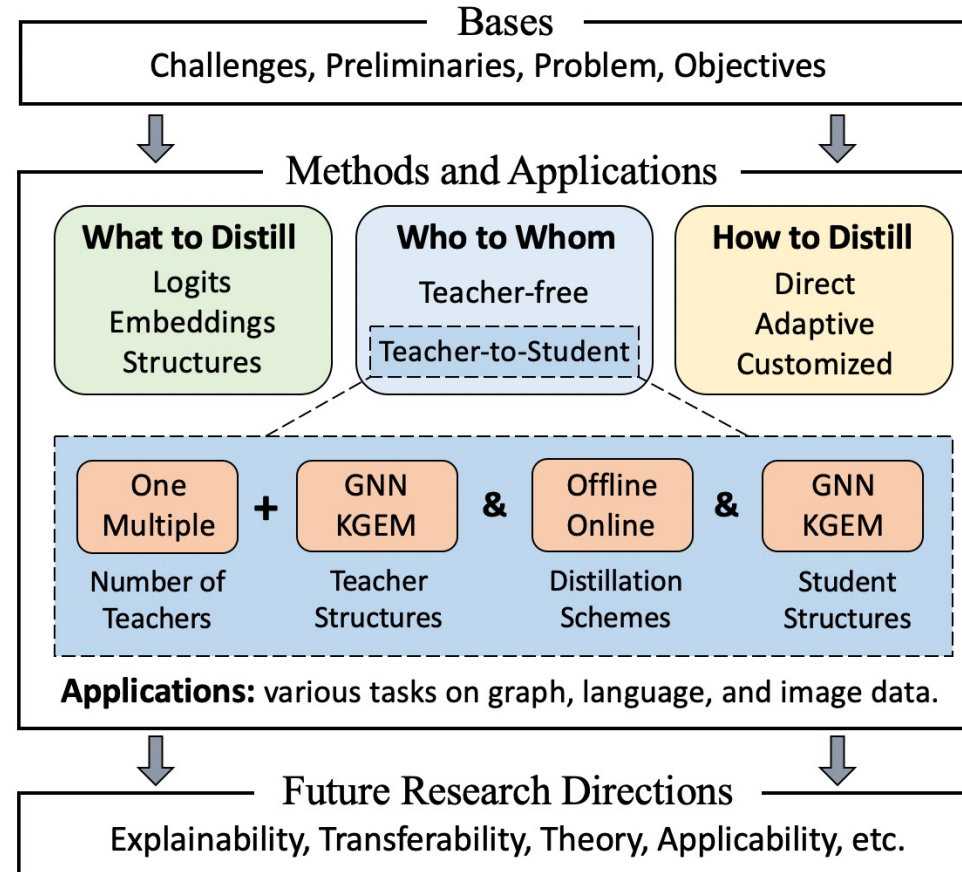 Bases
Challenges, Preliminaries, Problem, Objectives
Methods and Applications
What to Distill
Logits
Embeddings
Structures
Who to Whom
Teacher-free
Teacher-to-Student
How to Distill
Direct
Adaptive
Customized
One
Multiple
Number of
Teachers
+
GNN
KGEM
Teacher
Structures
&
Offline
Online
Distillation
Schemes
&
GNN
KGEM
Student
Structures
Applications: various tasks on graph, language, and image data.
Future Research Directions
Explainability, Transferability, Theory, Applicability, etc.